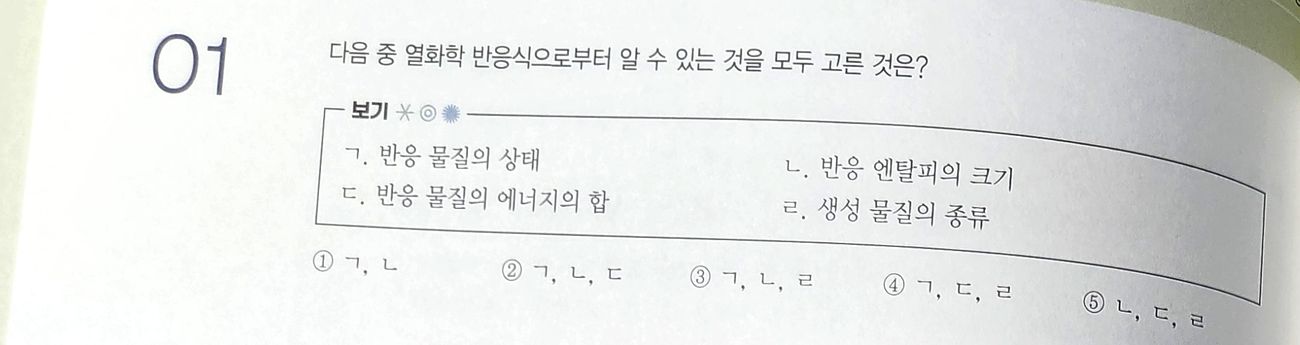 01
다음 중 열화학 반응식으로부터 알 수 있는 것을 모두 고른 것은?
보기
ㄱ. 반응 물질의 상태 ㄴ. 반응 엔탈피의 크기
ㄷ. 반응 물질의 에너지의 합 ㄹ. 생성 물질의 종류
① ㄱ, ㄴ ② ㄱ, ㄴ, ㄷ ③ ㄱ, ㄴ, ㄹ ④ ㄱ, ㄷ, ㄹ ⑤ ㄴ, ㄷ, ㄹ